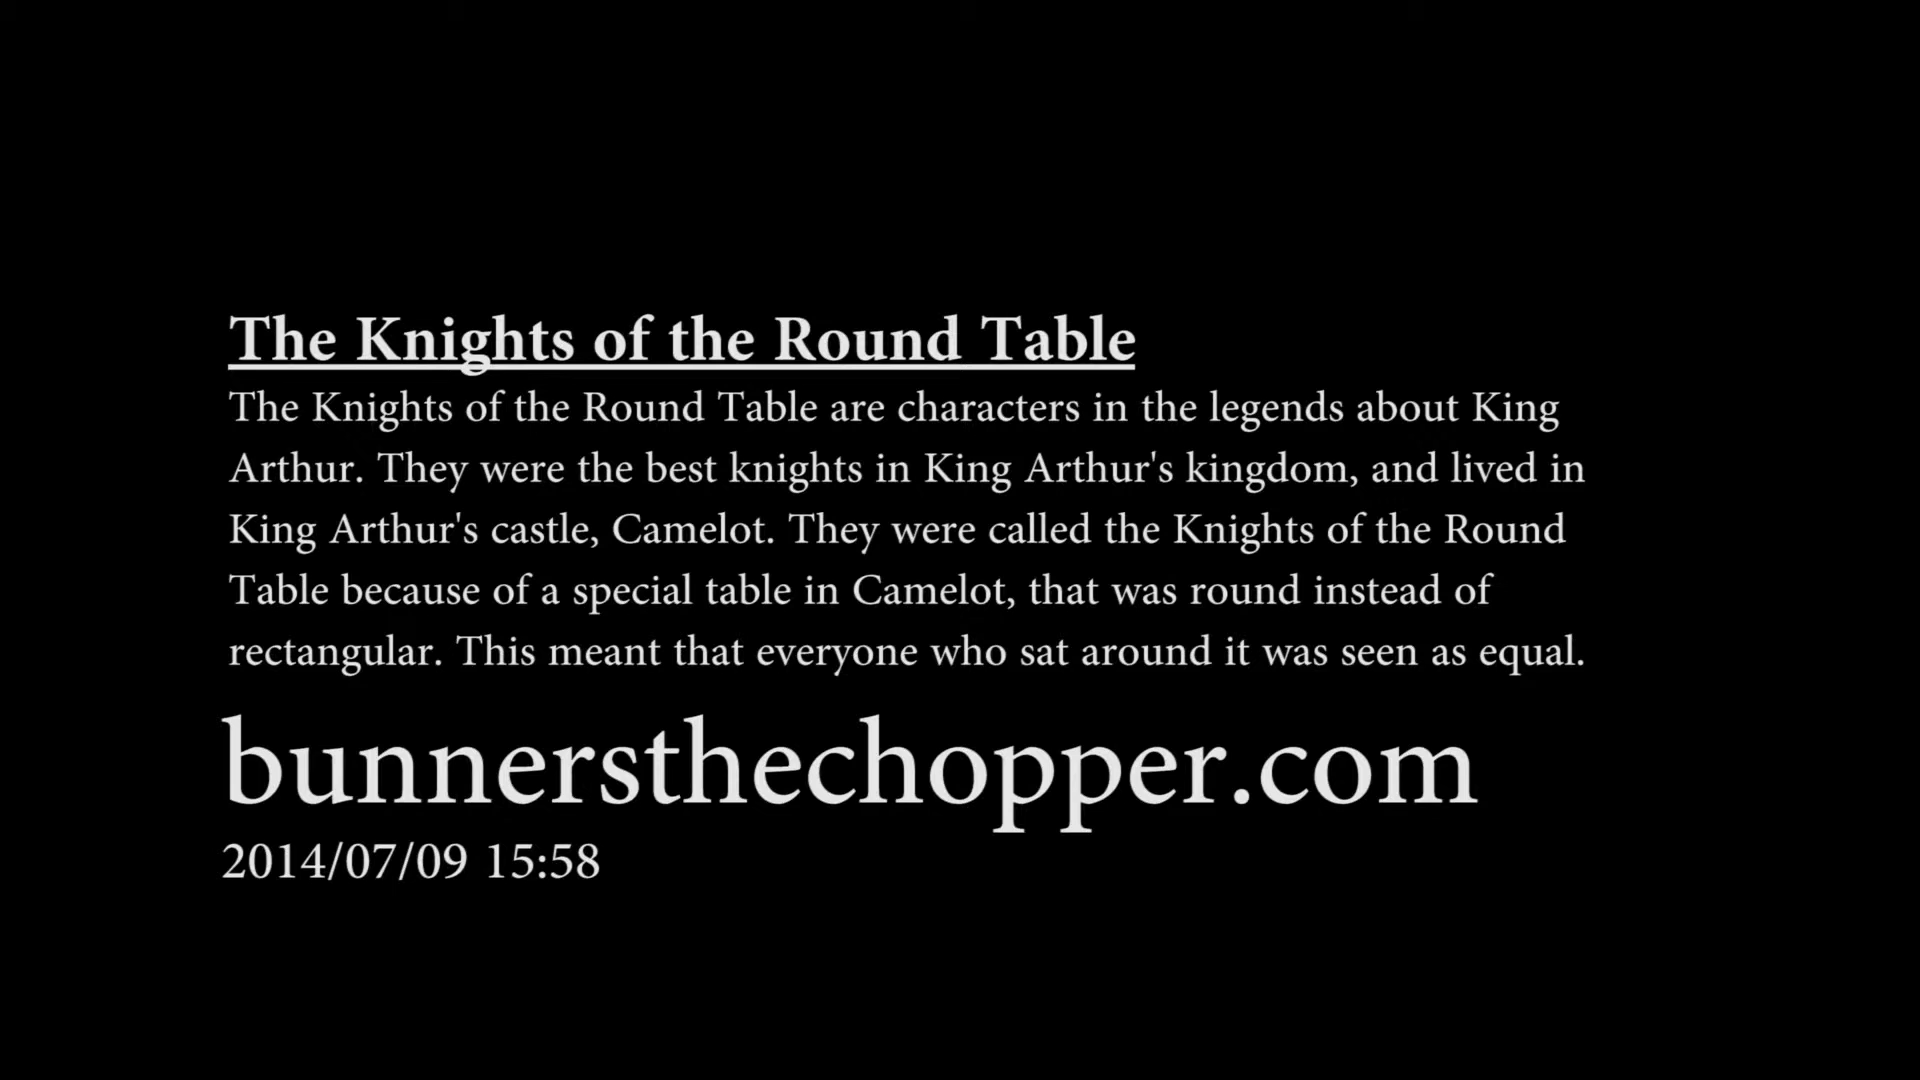 The Knights of the Round Table
The Knights of the Round Table are characters in the legends about King
Arthur. They were the best knights in King Arthur's kingdom, and lived in
King Arthur's castle, Camelot. They were called the Knights of the Round
Table because of a special table in Camelot, that was round instead of
rectangular. This meant that everyone who sat around it was seen as equal.
bunnersthechopper.com
2014/07/09 15:58